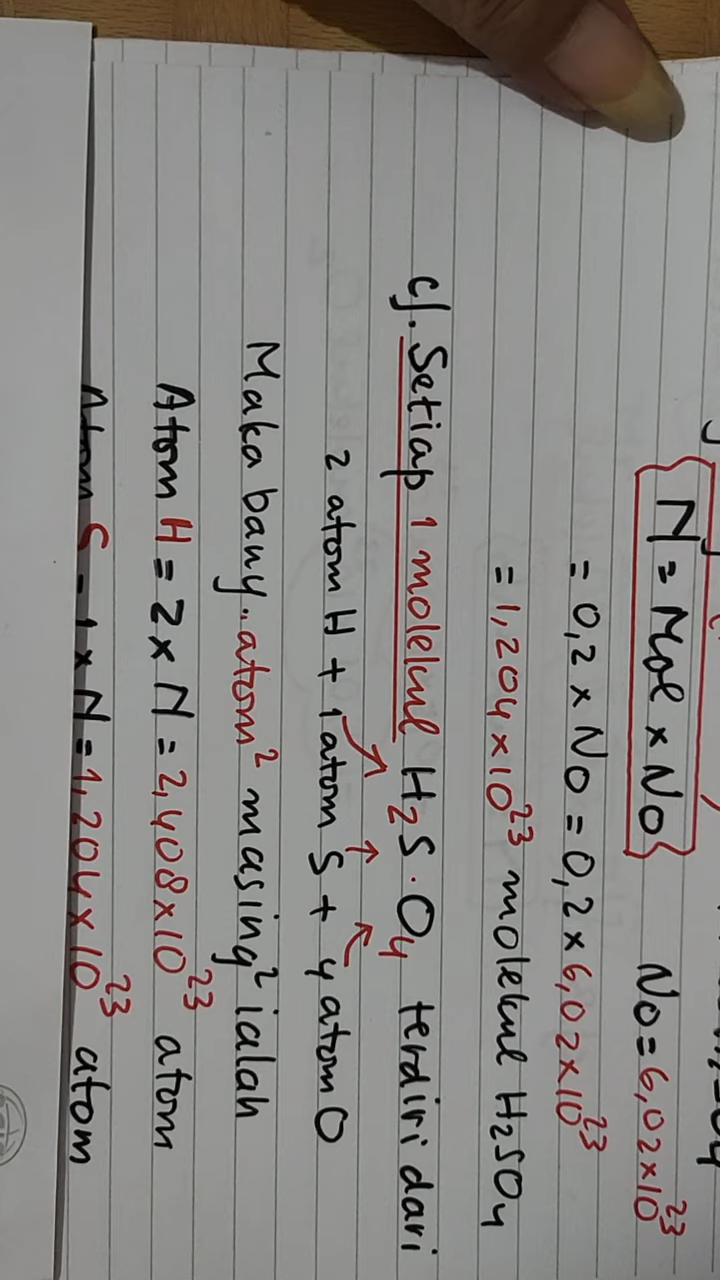 N = Mol × No No = 6,02×10²³
= 0,2 × No = 0,2 × 6,02×10²³
= 1,204×10²³ molekul H₂SO₄
c). Setiap 1 molekul H₂S.O₄ terdiri dari
2 atom H + 1 atom S + 4 atom O
Maka bany.. atom² masing² ialah
Atom H = 2 × N = 2,408×10²³ atom
Atom S = 1 × N = 1,204×10²³ atom